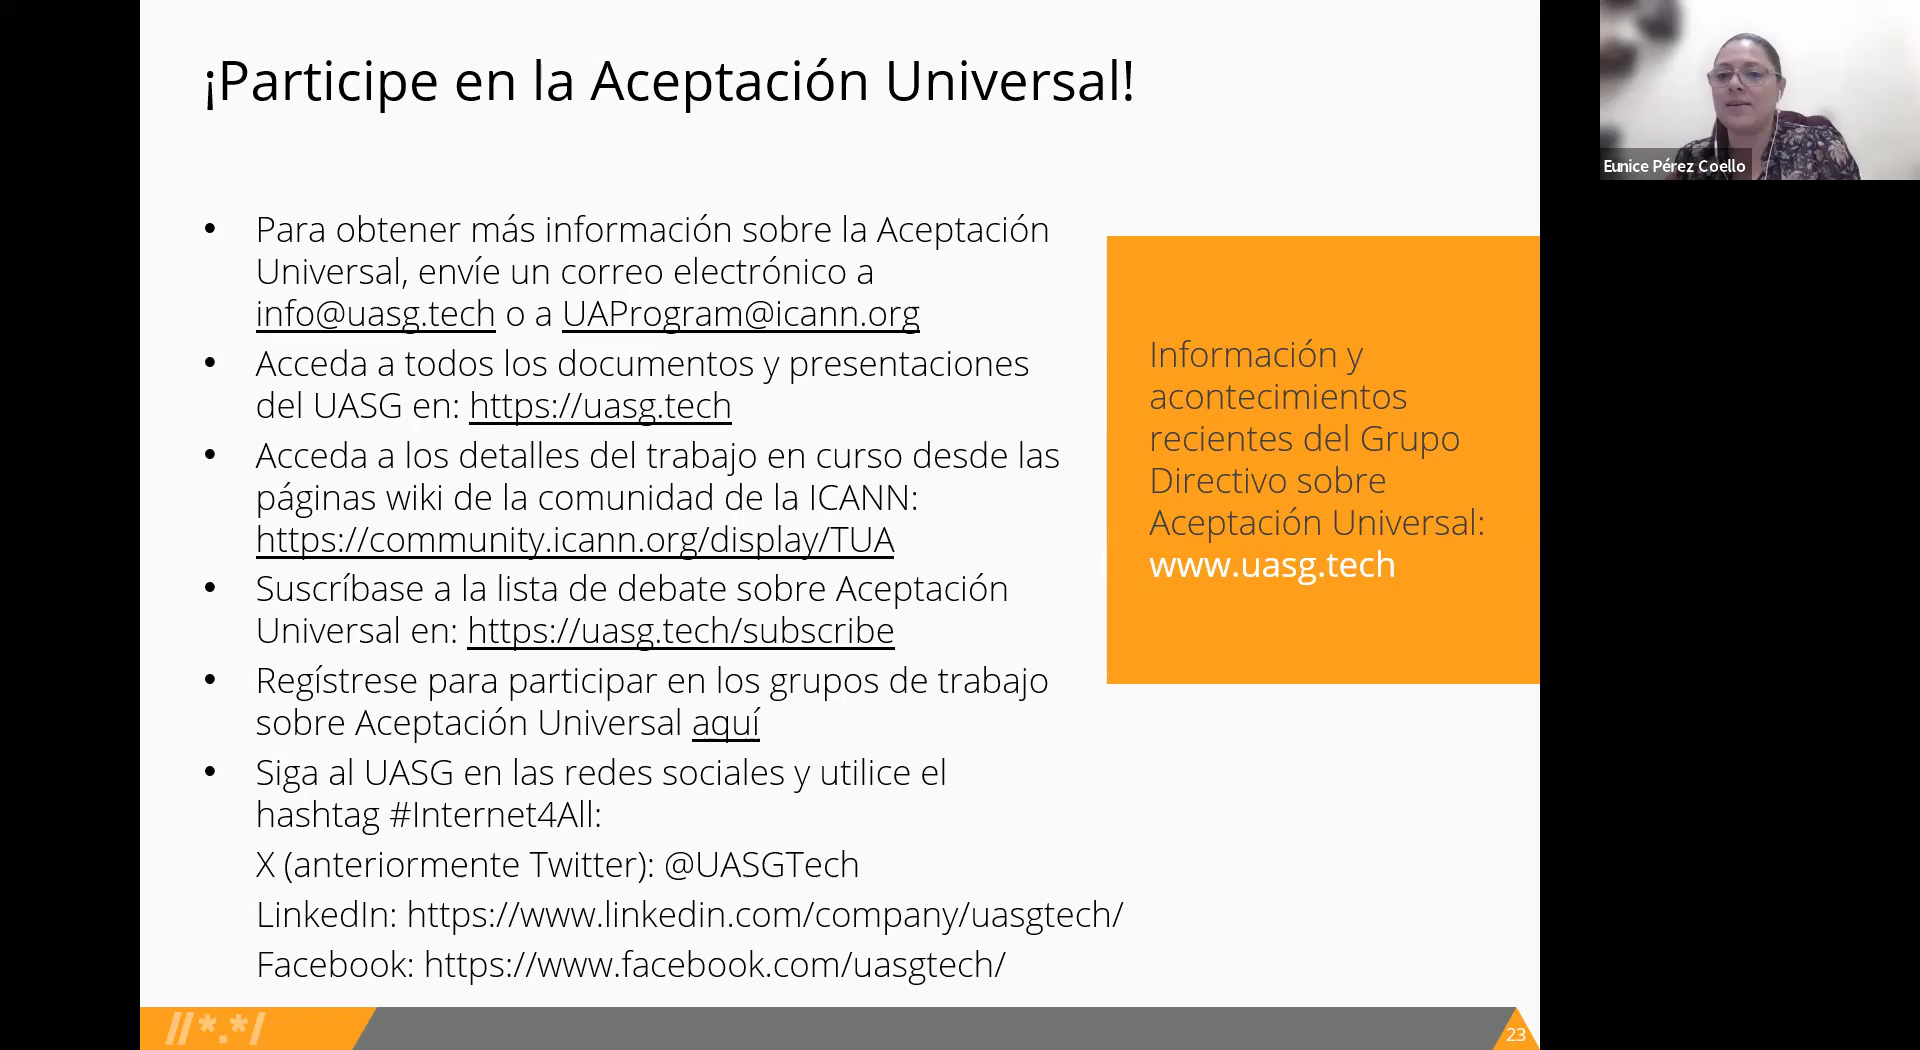 ¡Participe en la Aceptación Universal!
• Para obtener más información sobre la Aceptación
Universal, envíe un correo electrónico a
info@uasg.tech o a UAProgram@icann.org
• Acceda a todos los documentos y presentaciones
del UASG en: https://uasg.tech
• Acceda a los detalles del trabajo en curso desde las
páginas wiki de la comunidad de la ICANN:
https://community.icann.org/display/TUA
• Suscríbase a la lista de debate sobre Aceptación
Universal en: https://uasg.tech/subscribe
• Regístrese para participar en los grupos de trabajo
sobre Aceptación Universal aquí
• Siga al UASG en las redes sociales y utilice el
hashtag #Internet4All:
X (anteriormente Twitter): @UASGTech
LinkedIn: https://www.linkedin.com/company/uasgtech/
Facebook: https://www.facebook.com/uasgtech/
Información y
acontecimientos
recientes del Grupo
Directivo sobre
Aceptación Universal:
www.uasg.tech
//*.*/
23
Eunice Pérez Coello